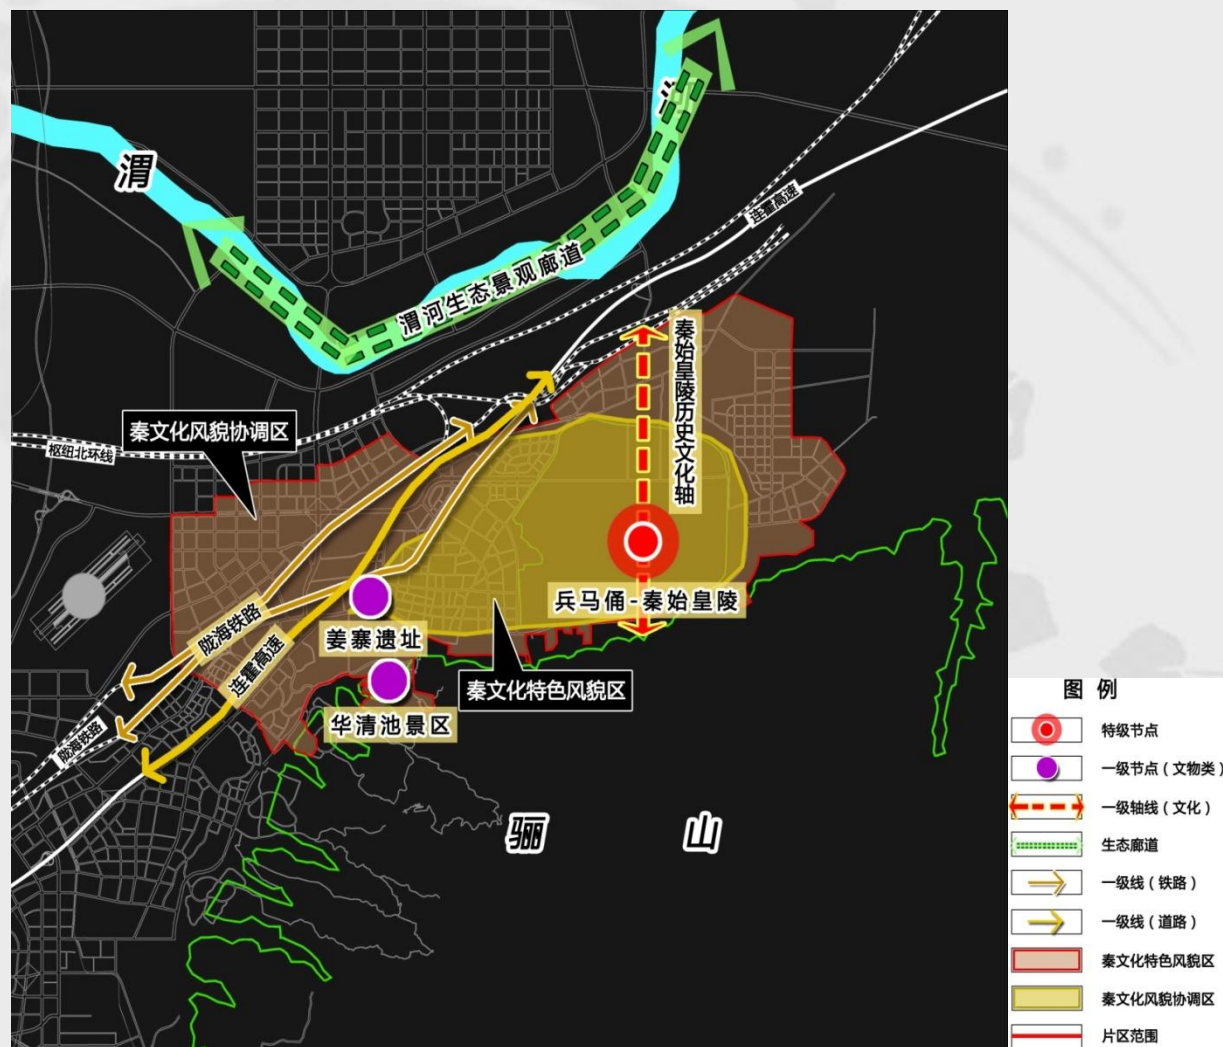 渭
河
连霍高速
渭河生态景观廊道
秦始皇陵历史文化轴
秦文化风貌协调区
枢纽北环线
兵马俑-秦始皇陵
陇海铁路
姜寨遗址
连霍高速
秦文化特色风貌区
华清池景区
陇海铁路
骊山
图例
特级节点
一级节点（文物类）
一级轴线（文化）
生态廊道
一级线（铁路）
一级线（道路）
秦文化特色风貌区
秦文化风貌协调区
片区范围